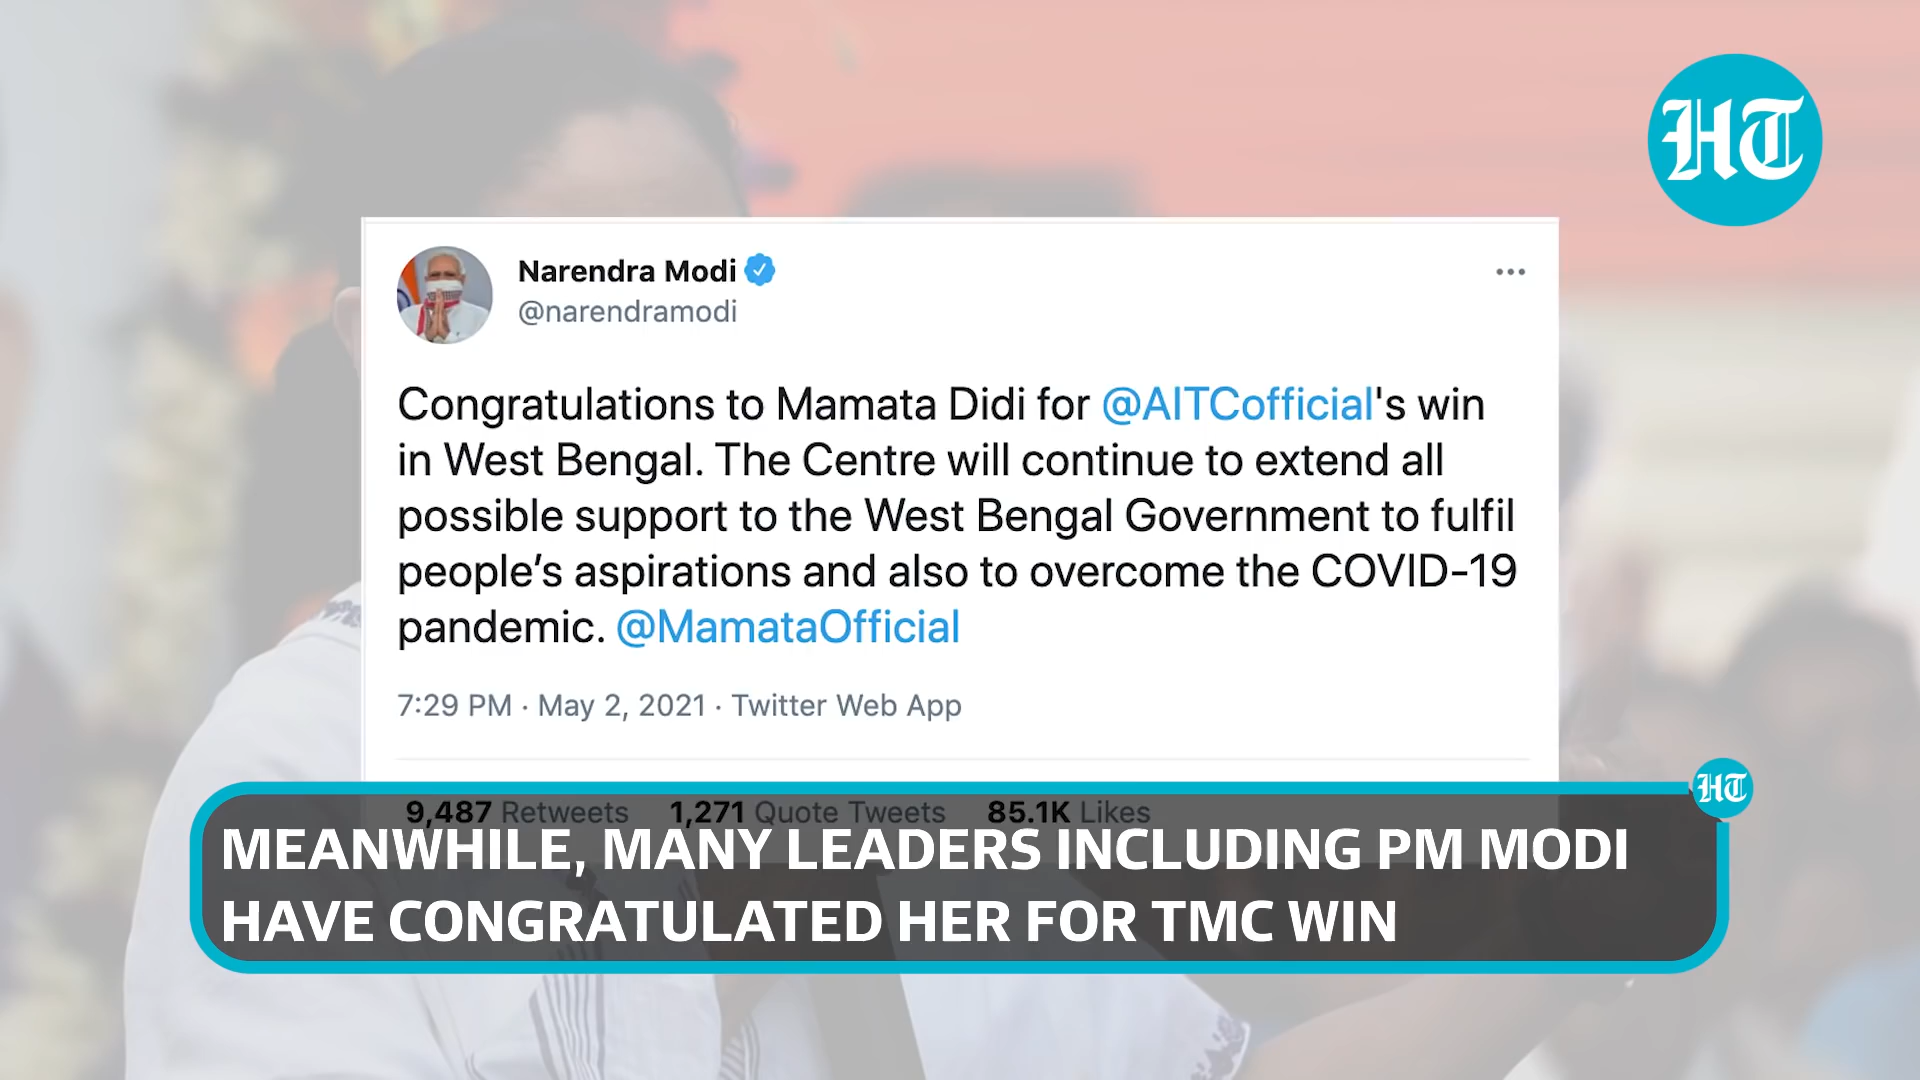 HT
Narendra Modi
@narendramodi
Congratulations to Mamata Didi for @AITCofficial's win
in West Bengal. The Centre will continue to extend all
possible support to the West Bengal Government to fulfil
people’s aspirations and also to overcome the COVID-19
pandemic. @MamataOfficial
7:29 PM · May 2, 2021 · Twitter Web App
9,487 Retweets 1,271 Quote Tweets 85.1K Likes
HT
MEANWHILE, MANY LEADERS INCLUDING PM MODI
HAVE CONGRATULATED HER FOR TMC WIN